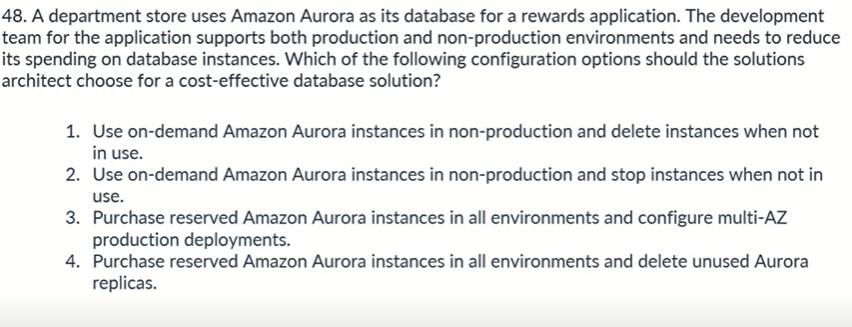 48. A department store uses Amazon Aurora as its database for a rewards application. The development
team for the application supports both production and non-production environments and needs to reduce
its spending on database instances. Which of the following configuration options should the solutions
architect choose for a cost-effective database solution?
1. Use on-demand Amazon Aurora instances in non-production and delete instances when not
in use.
2. Use on-demand Amazon Aurora instances in non-production and stop instances when not in
use.
3. Purchase reserved Amazon Aurora instances in all environments and configure multi-AZ
production deployments.
4. Purchase reserved Amazon Aurora instances in all environments and delete unused Aurora
replicas.